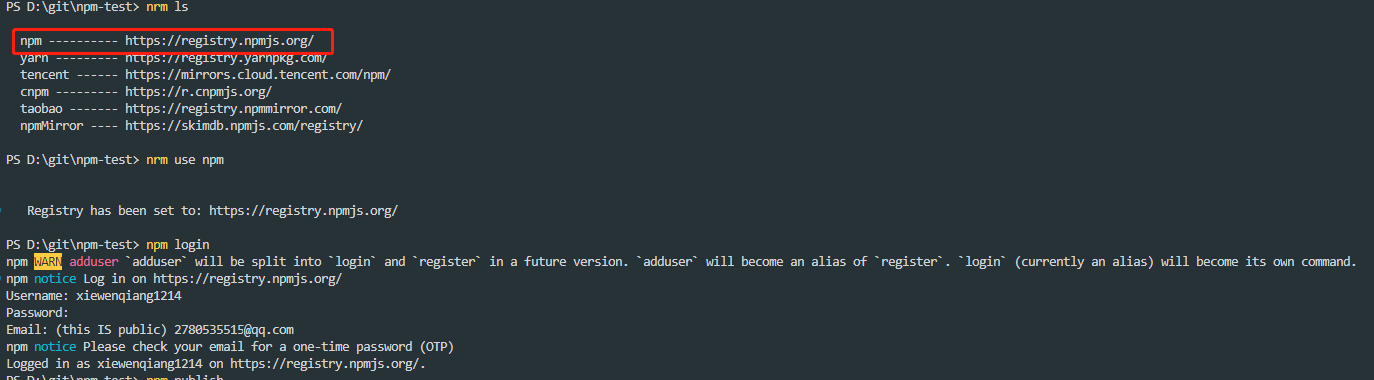 PS D:\git\npm-test> nrm ls
npm ---------- https://registry.npmjs.org/
yarn --------- https://registry.yarnpkg.com/
tencent ------ https://mirrors.cloud.tencent.com/npm/
cnpm --------- https://r.cnpmjs.org/
taobao ------- https://registry.npmmirror.com/
npmMirror ---- https://skimdb.npmjs.com/registry/
PS D:\git\npm-test> nrm use npm
Registry has been set to: https://registry.npmjs.org/
PS D:\git\npm-test> npm login
npm WARN adduser `adduser` will be split into `login` and `register` in a future version. `adduser` will become an alias of `register`. `login` (currently an alias) will become its own command.
npm notice Log in on https://registry.npmjs.org/
Username: xiewenqiang1214
Password:
Email: (this IS public) 2780535515@qq.com
npm notice Please check your email for a one-time password (OTP)
Logged in as xiewenqiang1214 on https://registry.npmjs.org/.
PS D:\git\npm-test> npm publish